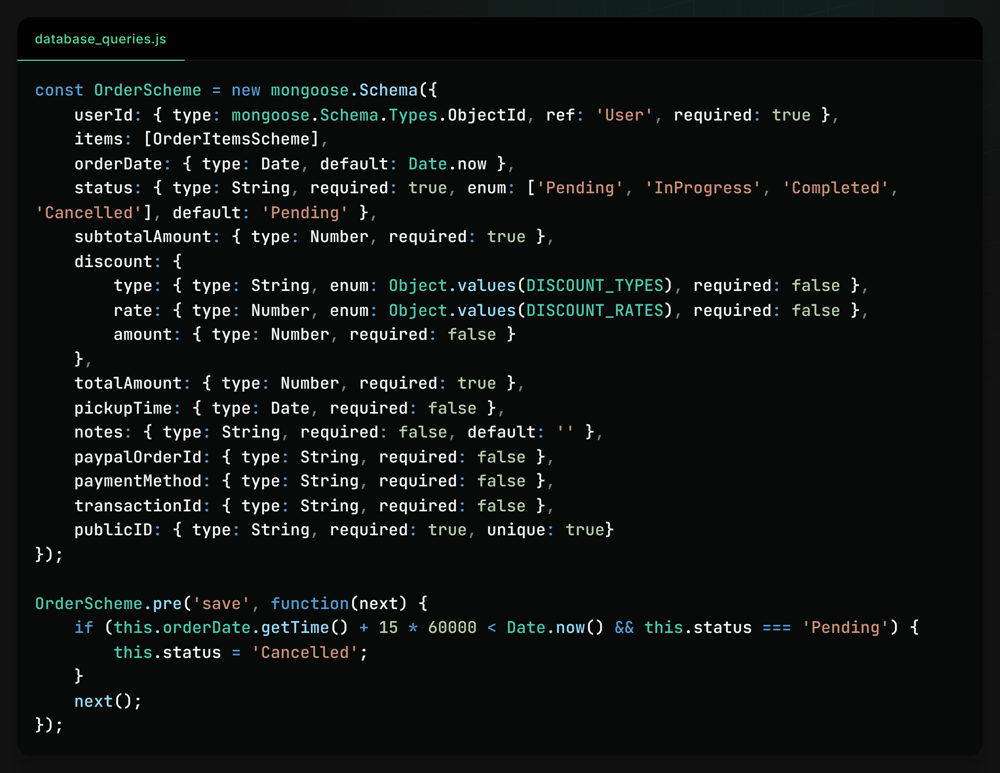 database_queries.js
const OrderScheme = new mongoose.Schema({
    userId: { type: mongoose.Schema.Types.ObjectId, ref: 'User', required: true },
    items: [OrderItemsScheme],
    orderDate: { type: Date, default: Date.now },
    status: { type: String, required: true, enum: ['Pending', 'InProgress', 'Completed',
'Cancelled'], default: 'Pending' },
    subtotalAmount: { type: Number, required: true },
    discount: {
        type: { type: String, enum: Object.values(DISCOUNT_TYPES), required: false },
        rate: { type: Number, enum: Object.values(DISCOUNT_RATES), required: false },
        amount: { type: Number, required: false }
    },
    totalAmount: { type: Number, required: true },
    pickupTime: { type: Date, required: false },
    notes: { type: String, required: false, default: '' },
    paypalOrderId: { type: String, required: false },
    paymentMethod: { type: String, required: false },
    transactionId: { type: String, required: false },
    publicID: { type: String, required: true, unique: true}
});

OrderScheme.pre('save', function(next) {
    if (this.orderDate.getTime() + 15 * 60000 < Date.now() && this.status === 'Pending') {
        this.status = 'Cancelled';
    }
    next();
});